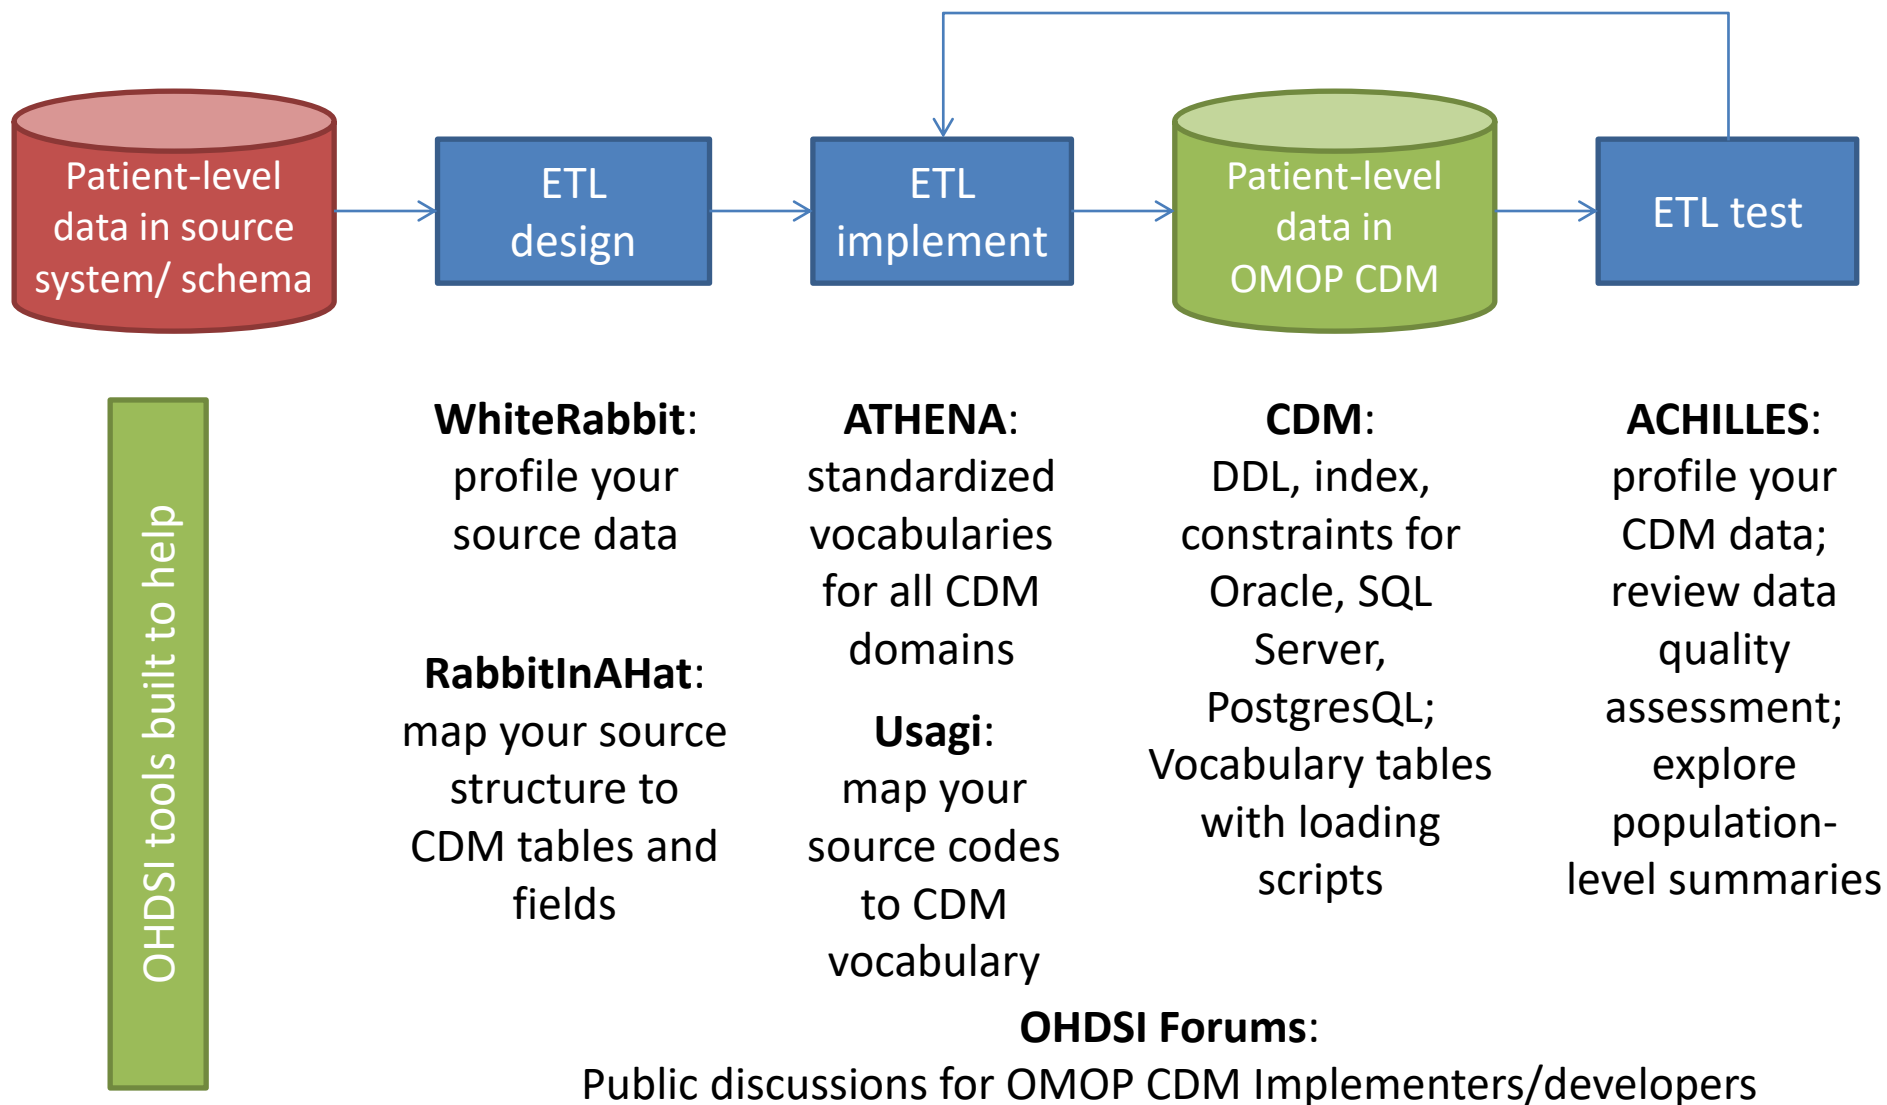 Patient-level
data in source
system/ schema
ETL
design
ETL
implement
Patient-level
data in
OMOP CDM
ETL test
OHDSI tools built to help
WhiteRabbit:
profile your
source data
RabbitInAHat:
map your source
structure to
CDM tables and
fields
ATHENA:
standardized
vocabularies
for all CDM
domains
Usagi:
map your
source codes
to CDM
vocabulary
CDM:
DDL, index,
constraints for
Oracle, SQL
Server,
PostgresQL;
Vocabulary tables
with loading
scripts
ACHILLES:
profile your
CDM data;
review data
quality
assessment;
explore
population-
level summaries
OHDSI Forums:
Public discussions for OMOP CDM Implementers/developers